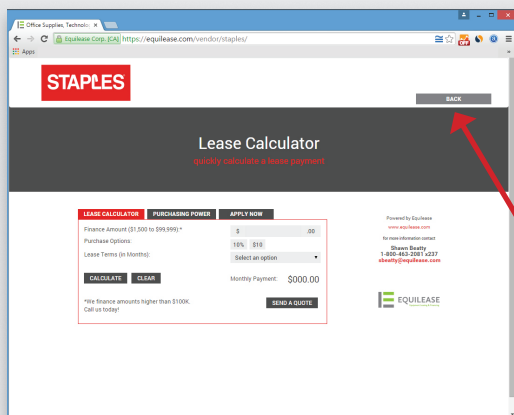 Office Supplies, Technolo
Equilease Corp. [CA] https://equilease.com/vendor/staples/
OFF
Apps
STAPLES
BACK
Lease Calculator
quickly calculate a lease payment
LEASE CALCULATOR PURCHASING POWER APPLY NOW
Finance Amount ($1,500 to $99,999):* $ .00
Purchase Options: 10% $10
Lease Terms (in Months): Select an option
CALCULATE CLEAR Monthly Payment: $000.00
*We finance amounts higher than $100K.
Call us today!
SEND A QUOTE
Powered by Equilease
www.equilease.com
for more information contact
Shawn Beatty
1-800-463-2081 x237
sbeatty@equilease.com
EQUILEASE